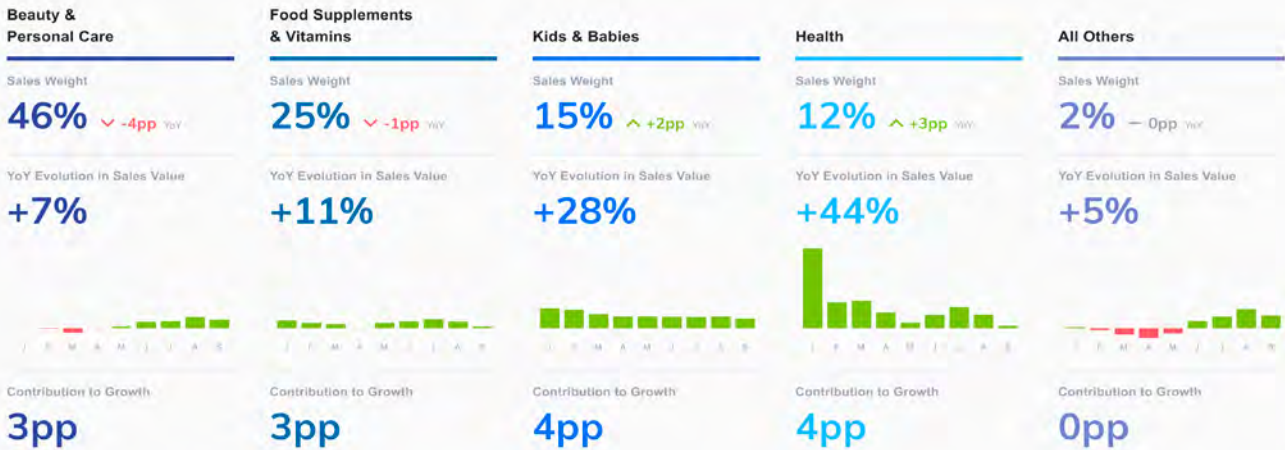 Beauty &
Personal Care
Sales Weight
46% -4pp YoY
YoY Evolution in Sales Value
+7%
J F M A M J J A S
Contribution to Growth
3pp
Food Supplements
& Vitamins
Sales Weight
25% -1pp YoY
YoY Evolution in Sales Value
+11%
J F M A M J J A S
Contribution to Growth
3pp
Kids & Babies
Sales Weight
15% +2pp YoY
YoY Evolution in Sales Value
+28%
J F M A M J J A S
Contribution to Growth
4pp
Health
Sales Weight
12% +3pp YoY
YoY Evolution in Sales Value
+44%
J F M A M J J A S
Contribution to Growth
4pp
All Others
Sales Weight
2% – 0pp YoY
YoY Evolution in Sales Value
+5%
J F M A M J J A S
Contribution to Growth
0pp